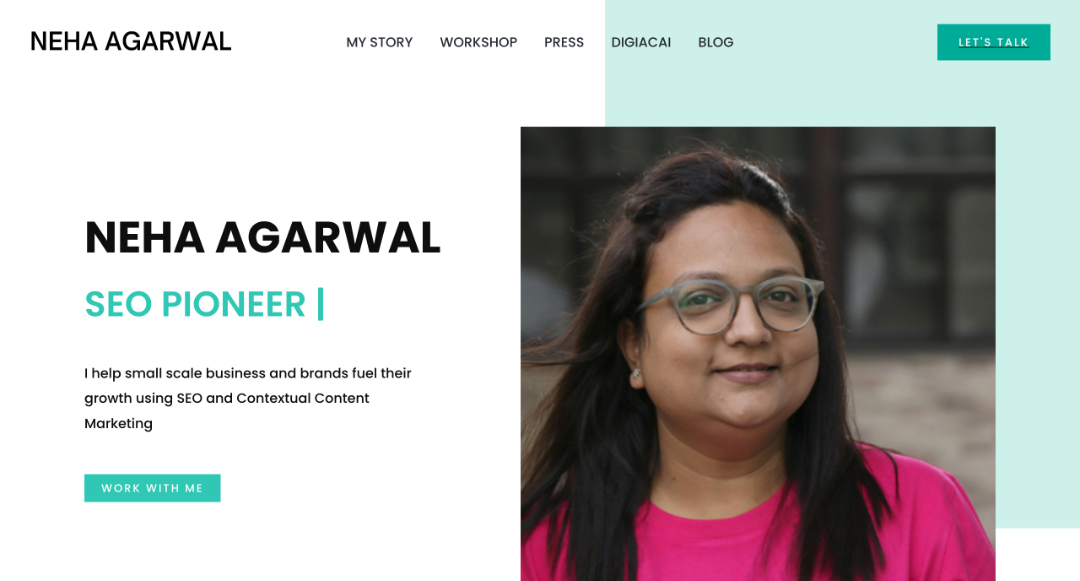 NEHA AGARWAL
MY STORY WORKSHOP PRESS DIGIACAI BLOG
LET'S TALK
NEHA AGARWAL
SEO PIONEER |
I help small scale business and brands fuel their
growth using SEO and Contextual Content
Marketing
WORK WITH ME